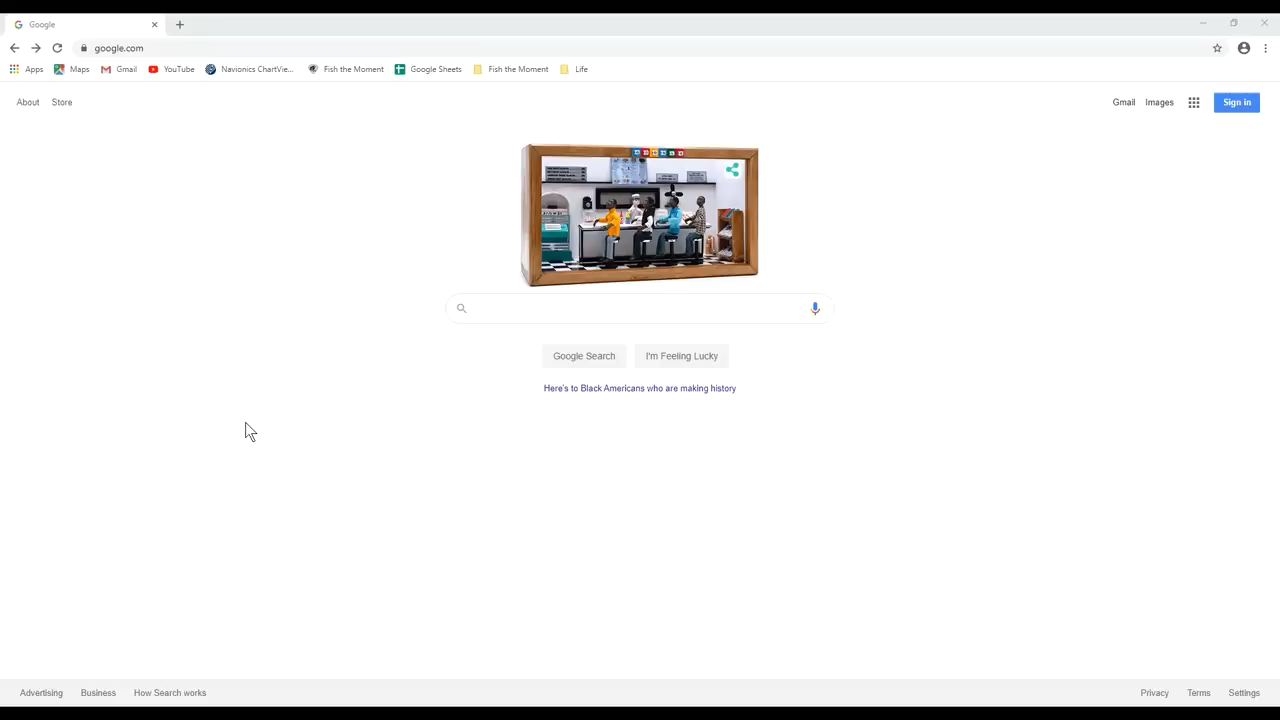 Google
google.com
Apps Maps Gmail YouTube Navionics ChartVie... Fish the Moment Google Sheets Fish the Moment Life
About Store Gmail Images Sign in
Google Search I'm Feeling Lucky
Here's to Black Americans who are making history
Advertising Business How Search works Privacy Terms Settings